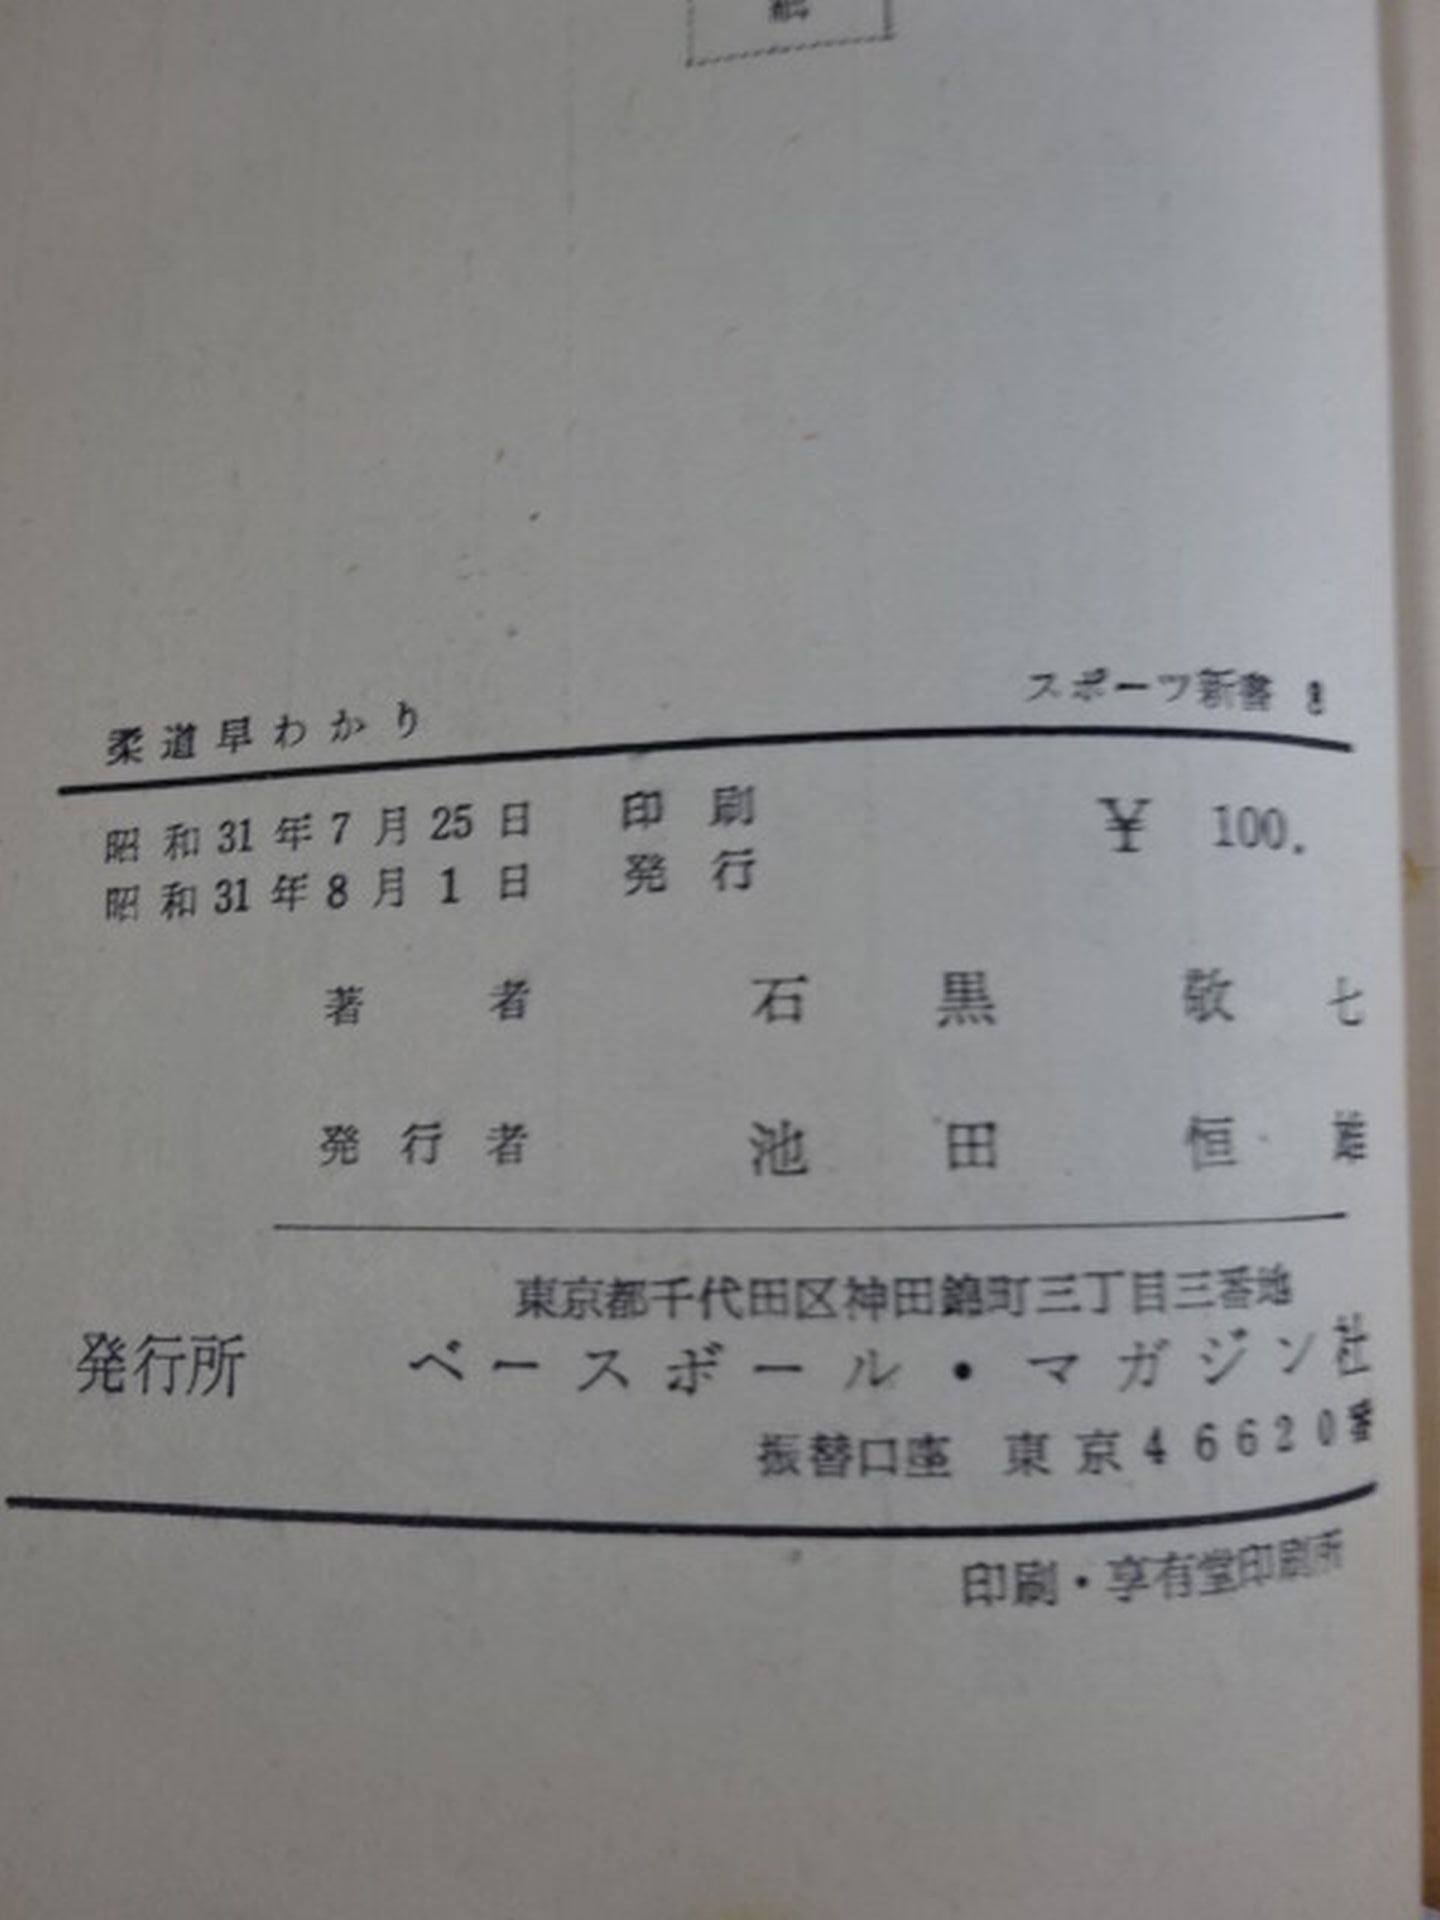 紙
柔道早わかり
スポーツ新書 8
昭和31年7月25日 印刷 ¥ 100.
昭和31年8月1日 発行
著者 石黒敬七
発行者 池田恒雄
東京都千代田区神田錦町三丁目三番地
発行所 ベースボール・マガジン社
振替口座 東京46620番
印刷・享有堂印刷所